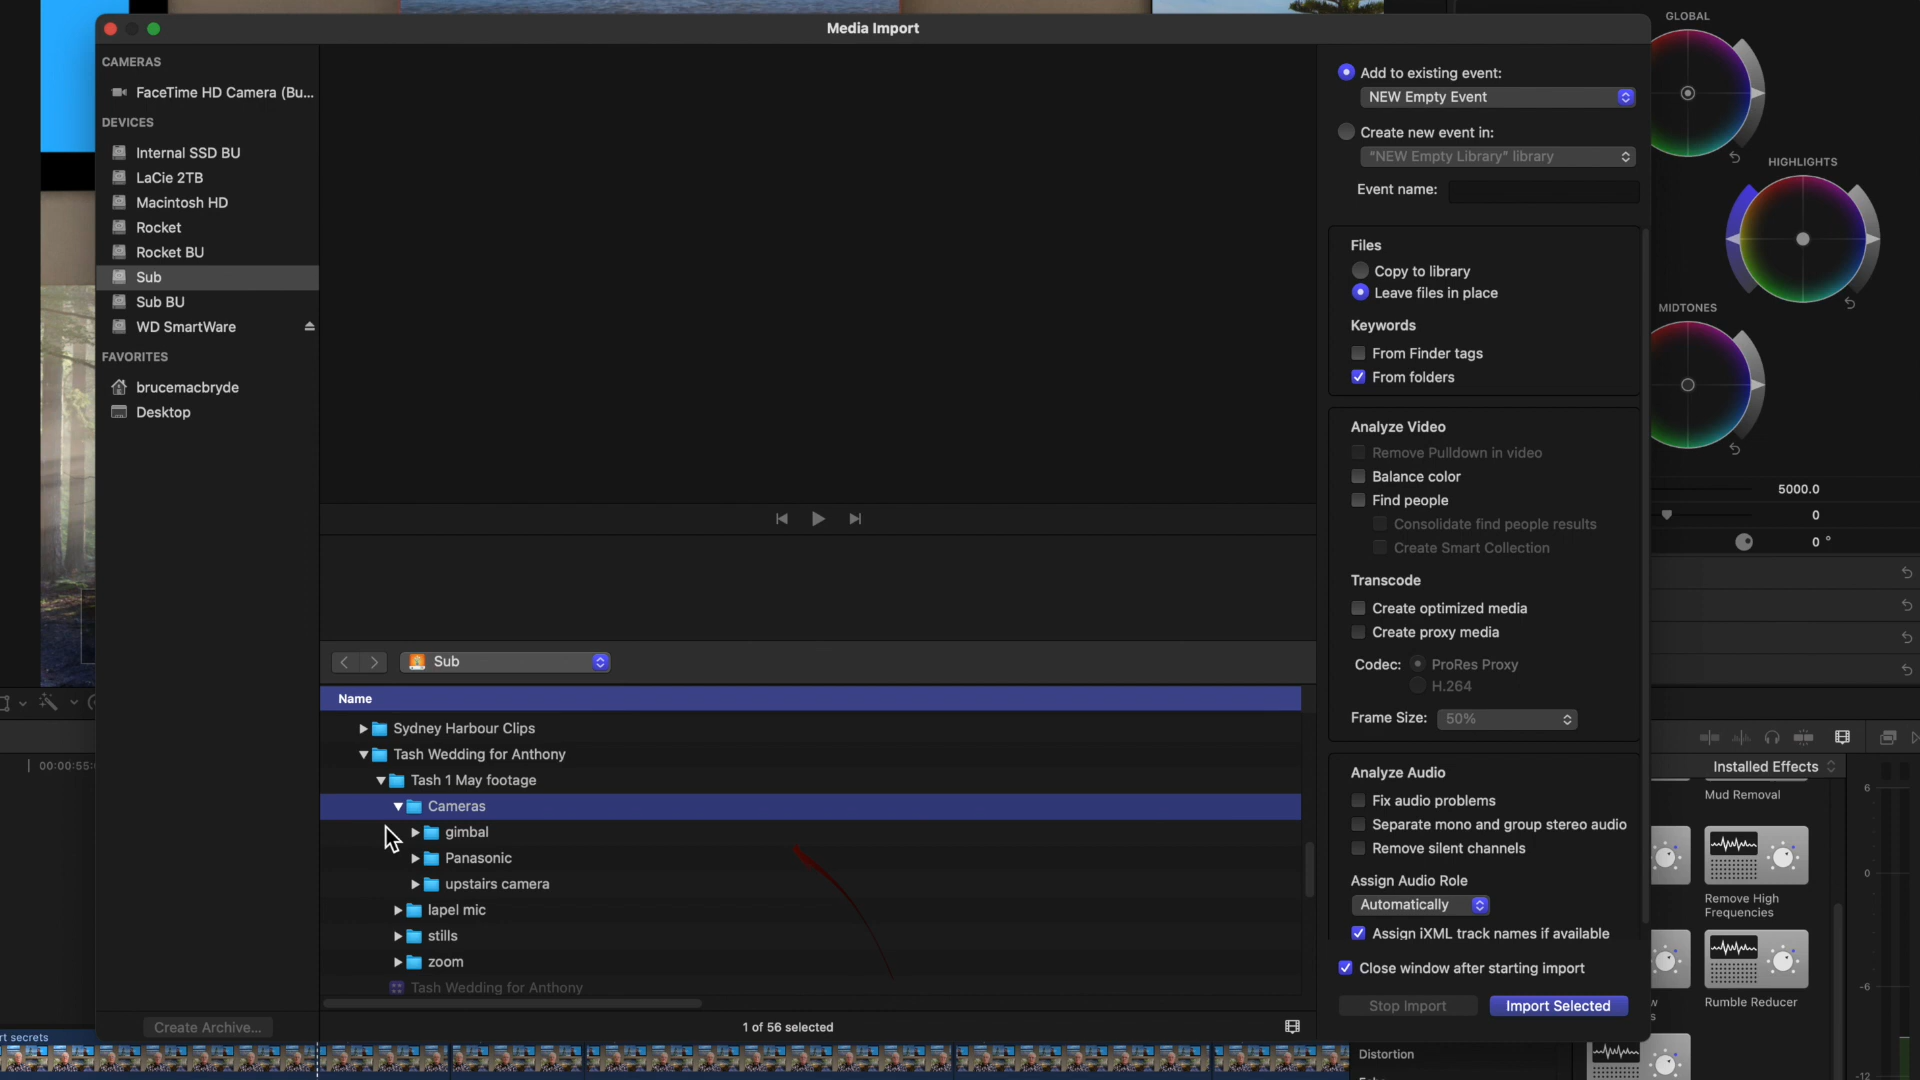 Media Import
CAMERAS
FaceTime HD Camera (Bu...
DEVICES
Internal SSD BU
LaCie 2TB
Macintosh HD
Rocket
Rocket BU
Sub
Sub BU
WD SmartWare
FAVORITES
brucemacbryde
Desktop
Create Archive...
Sub
Name
Sydney Harbour Clips
Tash Wedding for Anthony
Tash 1 May footage
Cameras
gimbal
Panasonic
upstairs camera
lapel mic
stills
zoom
Tash Wedding for Anthony
1 of 56 selected
Add to existing event:
NEW Empty Event
Create new event in:
"NEW Empty Library" library
Event name:
Files
Copy to library
Leave files in place
Keywords
From Finder tags
From folders
Analyze Video
Remove Pulldown in video
Balance color
Find people
Consolidate find people results
Create Smart Collection
Transcode
Create optimized media
Create proxy media
Codec: ProRes Proxy
H.264
Frame Size: 50%
Analyze Audio
Fix audio problems
Separate mono and group stereo audio
Remove silent channels
Assign Audio Role
Automatically
Assign iXML track names if available
Close window after starting import
Stop Import
Import Selected
GLOBAL
HIGHLIGHTS
MIDTONES
5000.0
0
0 °
Installed Effects
Mud Removal
Remove High
Frequencies
Rumble Reducer
Distortion
6
0
-6
-12
00:00:55:
rt secrets